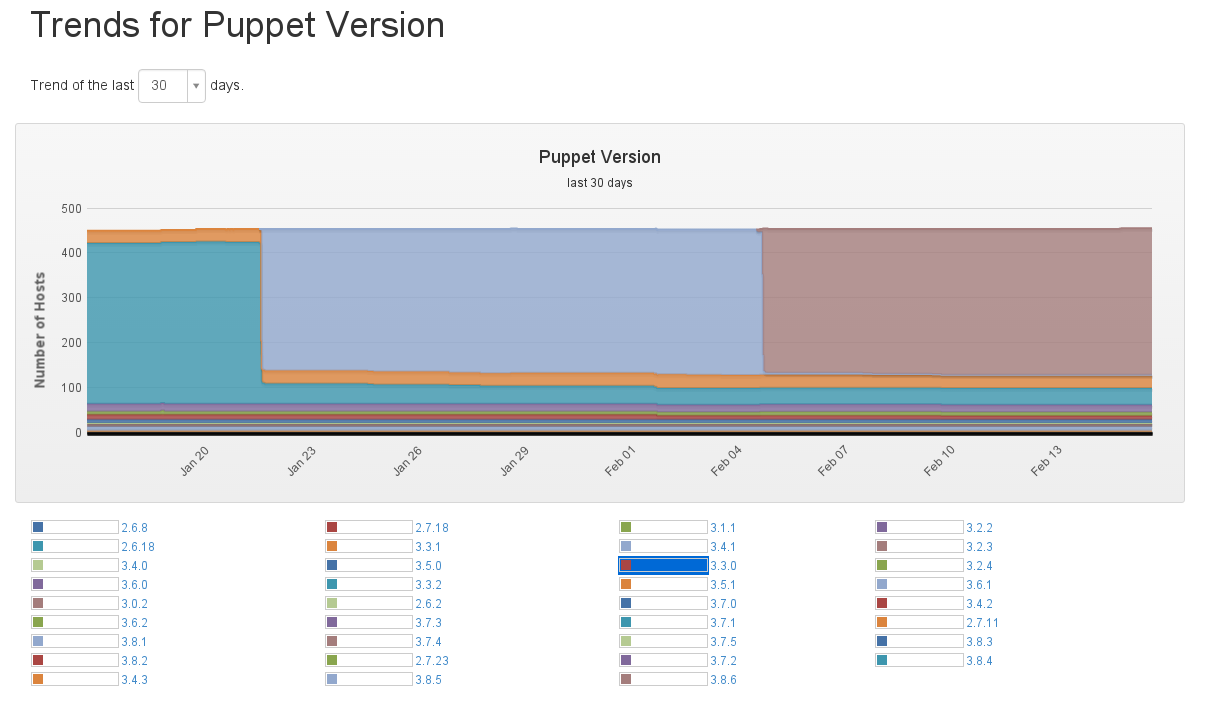 Trends for Puppet Version
Trend of the last 30 days.
Puppet Version
last 30 days
Number of Hosts
500
400
300
200
100
0
Jan 20 Jan 23 Jan 26 Jan 29 Feb 01 Feb 04 Feb 07 Feb 10 Feb 13
2.6.8 2.7.18 3.1.1 3.2.2
2.6.18 3.3.1 3.4.1 3.2.3
3.4.0 3.5.0 3.3.0 3.2.4
3.6.0 3.3.2 3.5.1 3.6.1
3.0.2 2.6.2 3.7.0 3.4.2
3.6.2 3.7.3 3.7.1 2.7.11
3.8.1 3.7.4 3.7.5 3.8.3
3.8.2 2.7.23 3.7.2 3.8.4
3.4.3 3.8.5 3.8.6